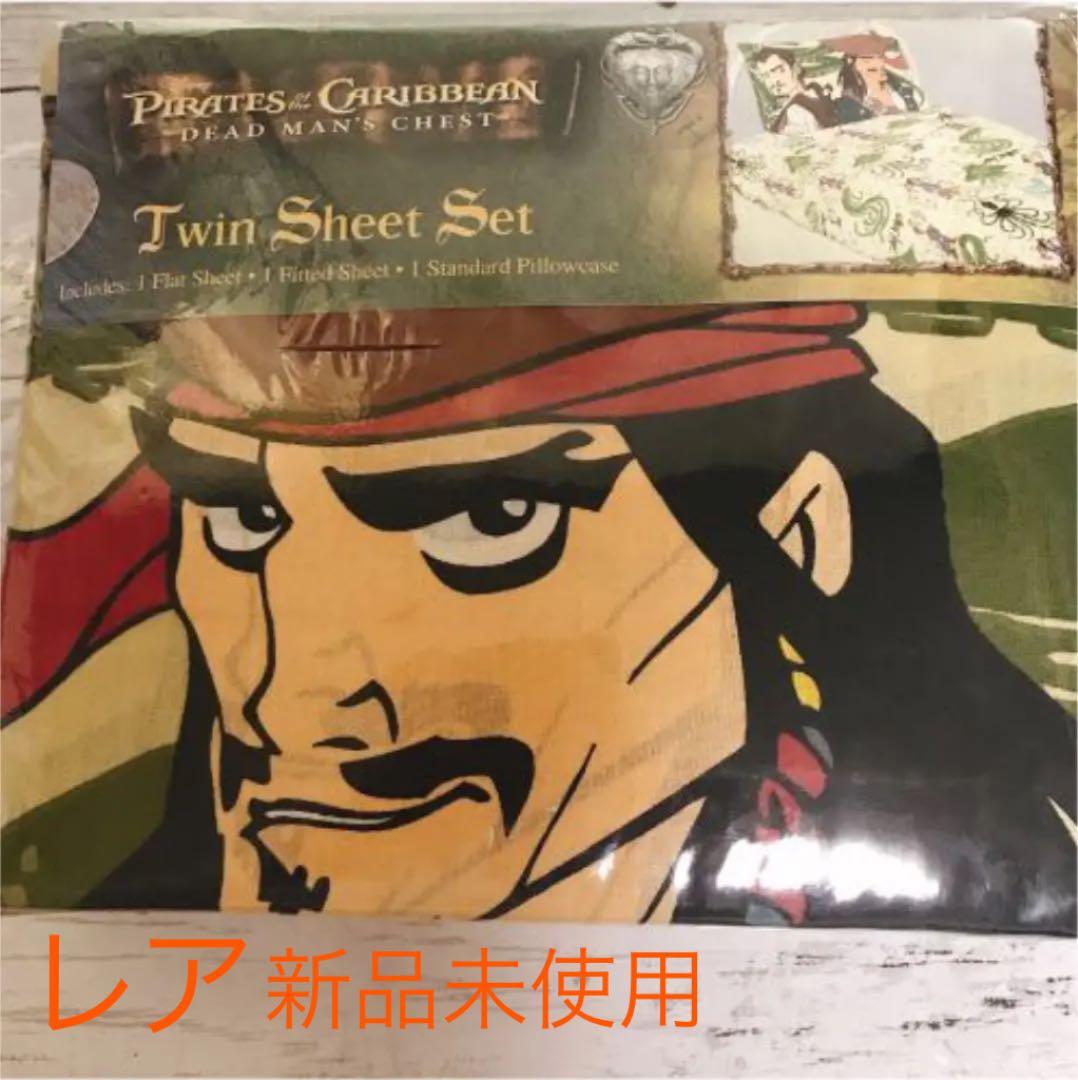 PIRATES of the CARIBBEAN
DEAD MAN'S CHEST
Twin Sheet Set
Includes: 1 Flat Sheet • 1 Fitted Sheet • 1 Standard Pillowcase
レア 新品未使用